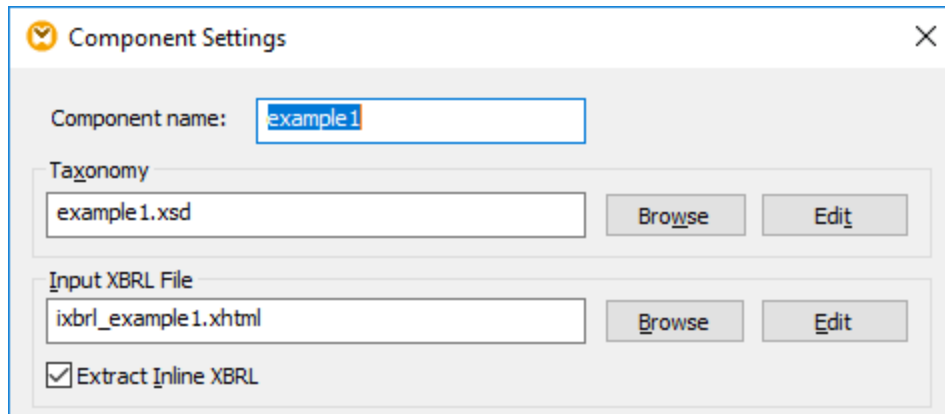 Component Settings
Component name: example1
Taxonomy
example1.xsd Browse Edit
Input XBRL File
ixbrl_example1.xhtml Browse Edit
Extract Inline XBRL